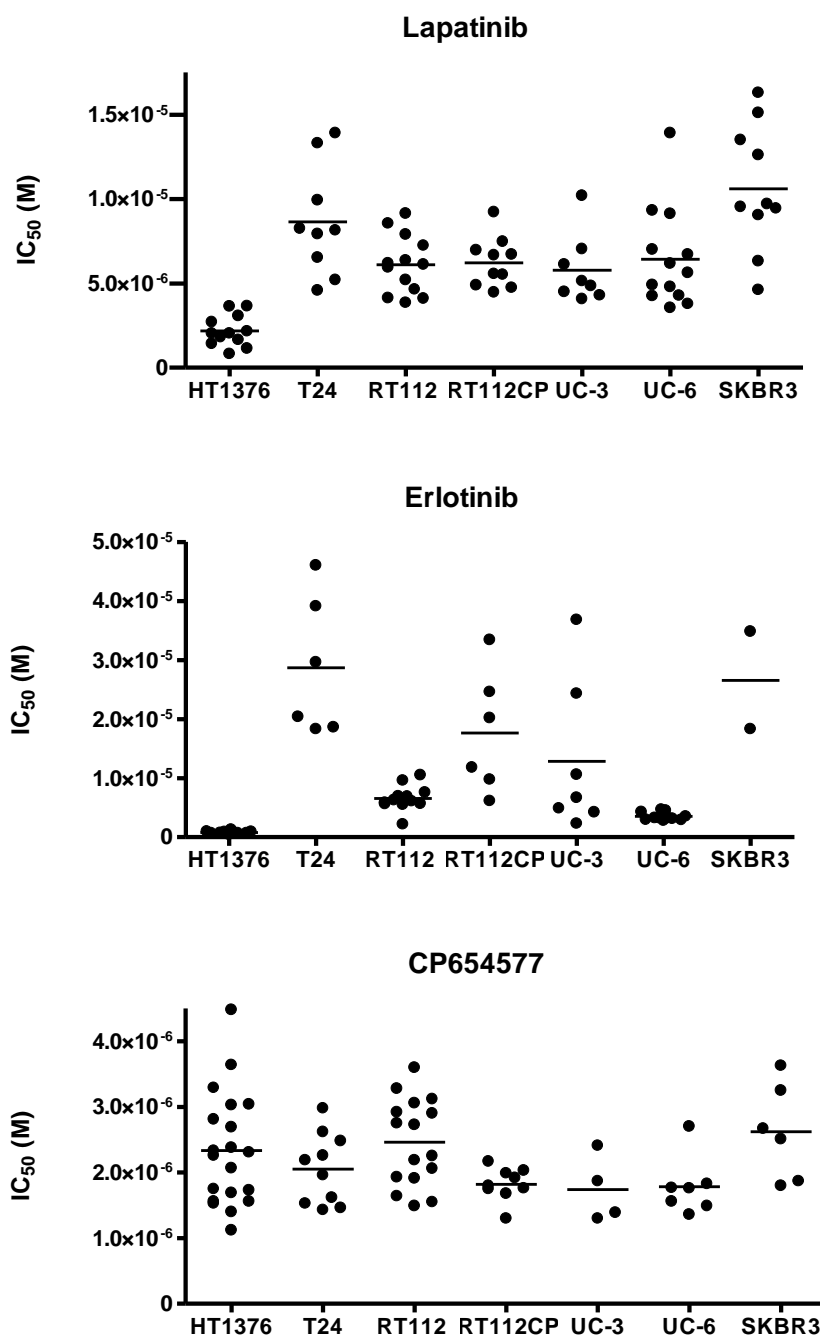 Lapatinib
IC50 (M)
1.5×10-5
1.0×10-5
5.0×10-6
0
HT1376 T24 RT112 RT112CP UC-3 UC-6 SKBR3
Erlotinib
IC50 (M)
5.0×10-5
4.0×10-5
3.0×10-5
2.0×10-5
1.0×10-5
0
HT1376 T24 RT112 RT112CP UC-3 UC-6 SKBR3
CP654577
IC50 (M)
4.0×10-6
3.0×10-6
2.0×10-6
1.0×10-6
0
HT1376 T24 RT112 RT112CP UC-3 UC-6 SKBR3